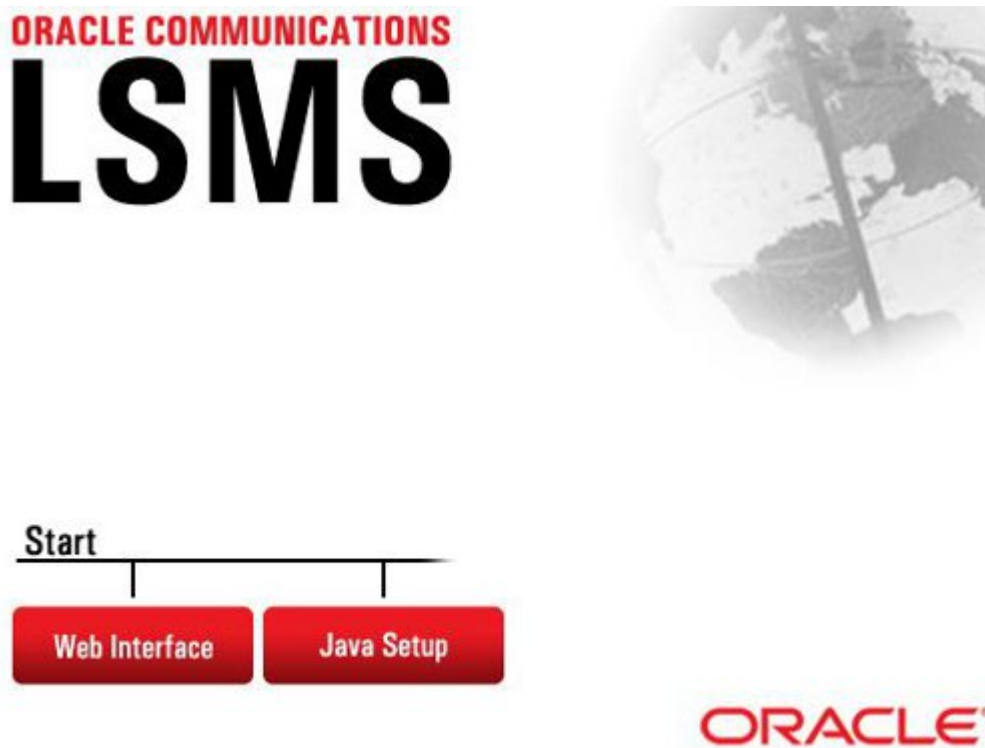 ORACLE COMMUNICATIONS
LSMS
Start
Web Interface
Java Setup
ORACLE